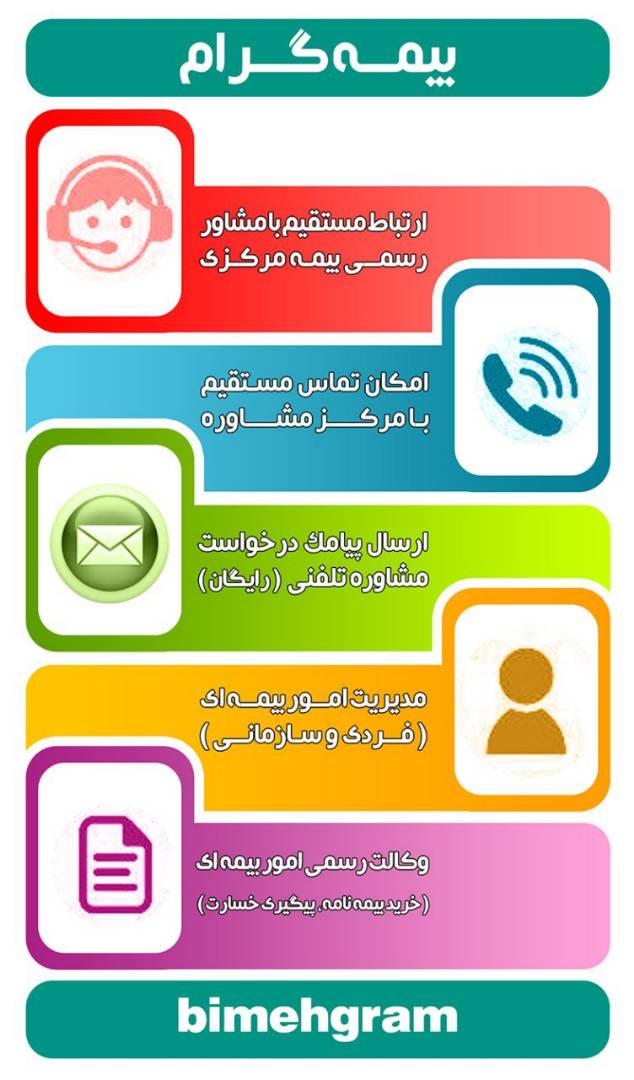 بیمه گرام
ارتباط مستقیم با مشاور
رسمی بیمه مرکزی
امکان تماس مستقیم
با مرکز مشاوره
ارسال پیامك درخواست
مشاوره تلفنی (رایگان)
مدیریت امور بیمه ای
(فردی و سازمانی)
وکالت رسمی امور بیمه ای
(خرید بیمه نامه، پیگیری خسارت)
bimehgram